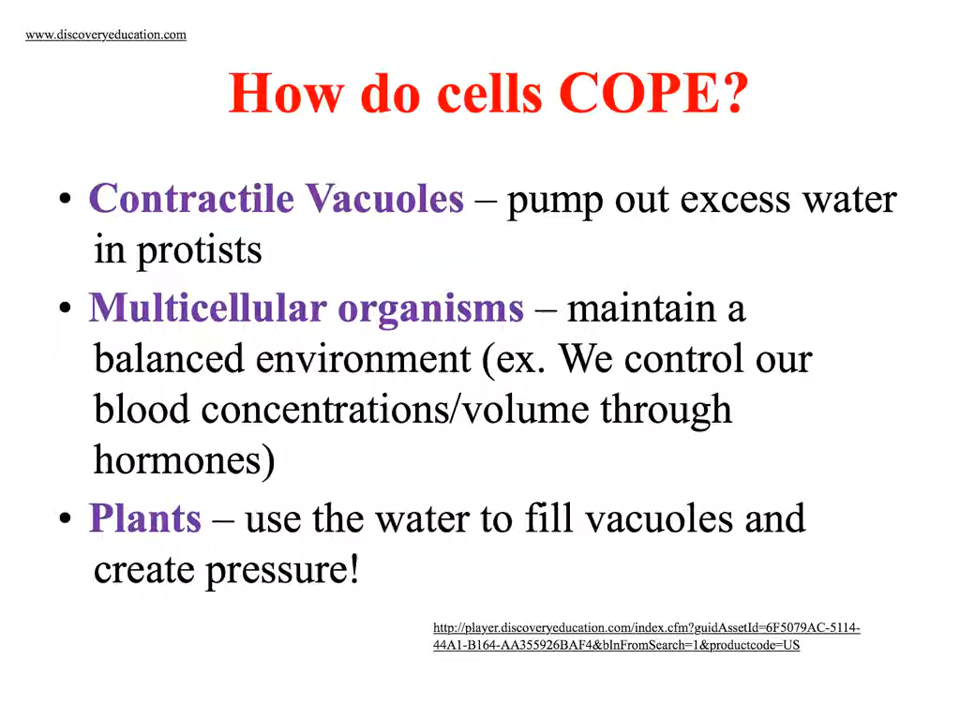 www.discoveryeducation.com
How do cells COPE?
• Contractile Vacuoles – pump out excess water
in protists
• Multicellular organisms – maintain a
balanced environment (ex. We control our
blood concentrations/volume through
hormones)
• Plants – use the water to fill vacuoles and
create pressure!
http://player.discoveryeducation.com/index.cfm?guidAssetId=6F5079AC-5114-
44A1-B164-AA355926BAF4&blnFromSearch=1&productcode=US